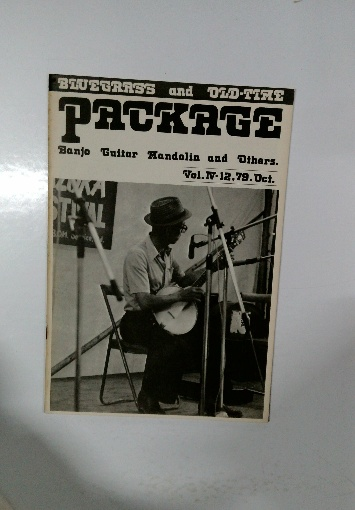 BLUEGRASS and OLD-TIME
PACKAGE
Banjo Guitar Mandolin and Others.
Vol. IV-12, 79. Oct.